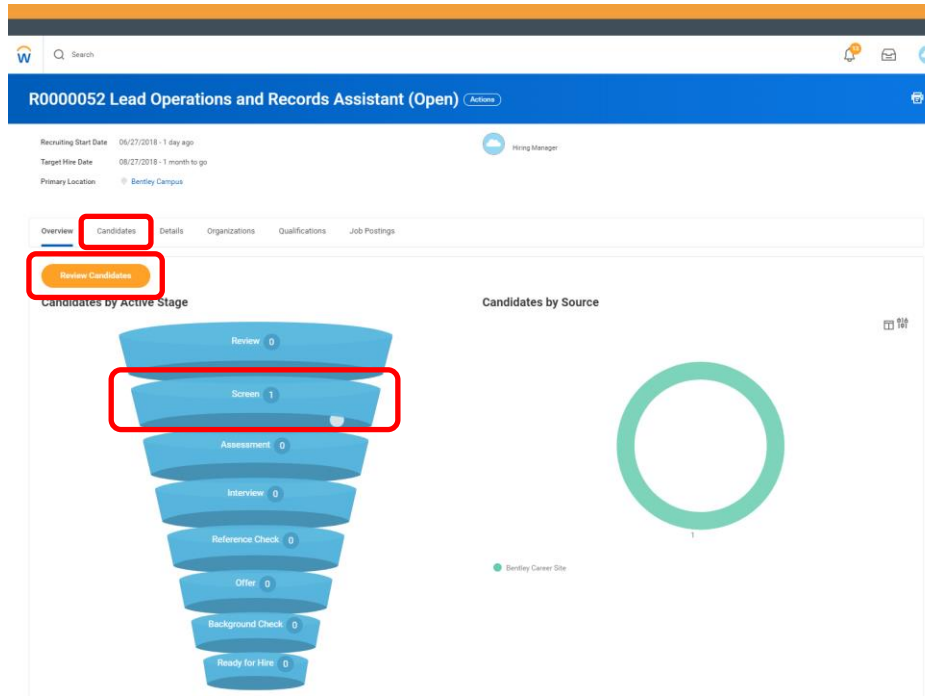 W Search
R0000052 Lead Operations and Records Assistant (Open) Actions
Recruiting Start Date 06/27/2018 - 1 day ago
Hiring Manager
Target Hire Date 08/27/2018 - 1 month to go
Primary Location Bentley Campus
Overview Candidates Details Organizations Qualifications Job Postings
Review Candidates
Candidates by Active Stage
Candidates by Source
Review 0
Screen 1
Assessment 0
Interview 0
Reference Check 0
1
Offer 0
Bentley Career Site
Background Check 0
Ready for Hire 0